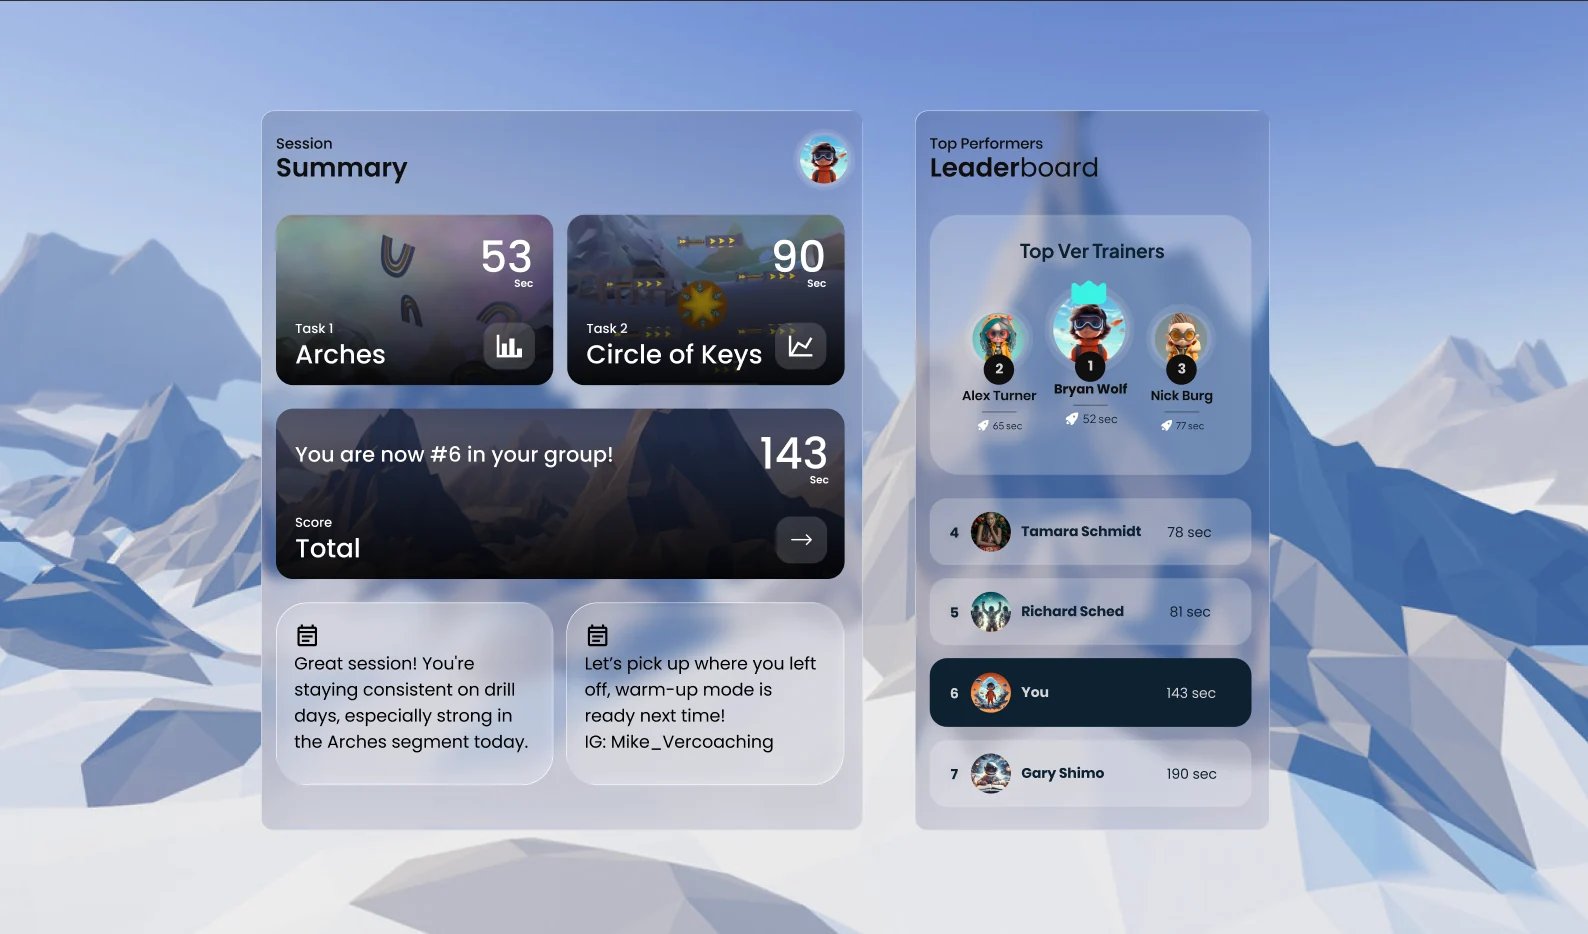 Session
Summary
53
Sec
Task 1
Arches
90
Sec
Task 2
Circle of Keys
You are now #6 in your group!
143
Sec
Score
Total
Great session! You're
staying consistent on drill
days, especially strong in
the Arches segment today.
Let’s pick up where you left
off, warm-up mode is
ready next time!
IG: Mike_Vercoaching
Top Performers
Leaderboard
Top Ver Trainers
2
Alex Turner
65 sec
1
Bryan Wolf
52 sec
3
Nick Burg
77 sec
4 Tamara Schmidt 78 sec
5 Richard Sched 81 sec
6 You 143 sec
7 Gary Shimo 190 sec